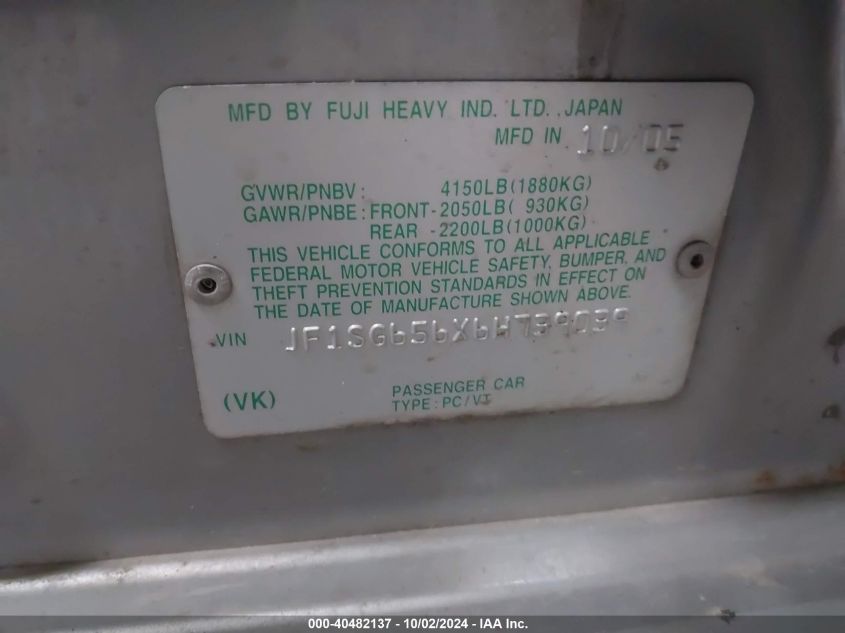 MFD BY FUJI HEAVY IND. LTD., JAPAN
MFD IN 10/05
GVWR/PNBV: 4150LB(1880KG)
GAWR/PNBE: FRONT-2050LB( 930KG)
REAR -2200LB(1000KG)
THIS VEHICLE CONFORMS TO ALL APPLICABLE
FEDERAL MOTOR VEHICLE SAFETY, BUMPER, AND
THEFT PREVENTION STANDARDS IN EFFECT ON
THE DATE OF MANUFACTURE SHOWN ABOVE.
VIN JF1SG656X6H739039
(VK) PASSENGER CAR
TYPE: PC/VT
000-40482137 - 10/02/2024 - IAA Inc.